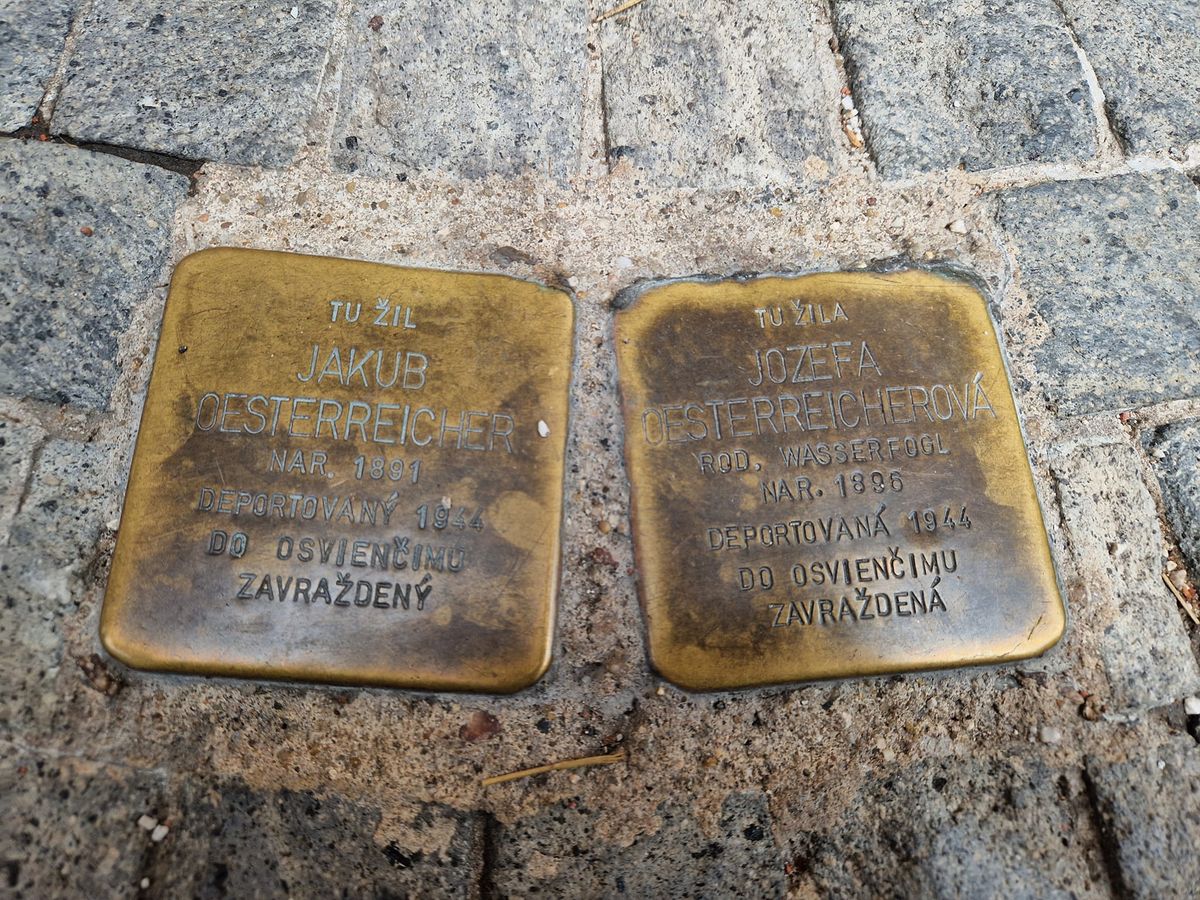 TU ŽIL
JAKUB
OESTERREICHER
NAR. 1891
DEPORTOVANÝ 1944
DO OSVIENČIMU
ZAVRAŽDENÝ
TU ŽILA
JOZEFA
OESTERREICHEROVÁ
ROD. WASSERFOGL
NAR. 1896
DEPORTOVANÁ 1944
DO OSVIENČIMU
ZAVRAŽDENÁ